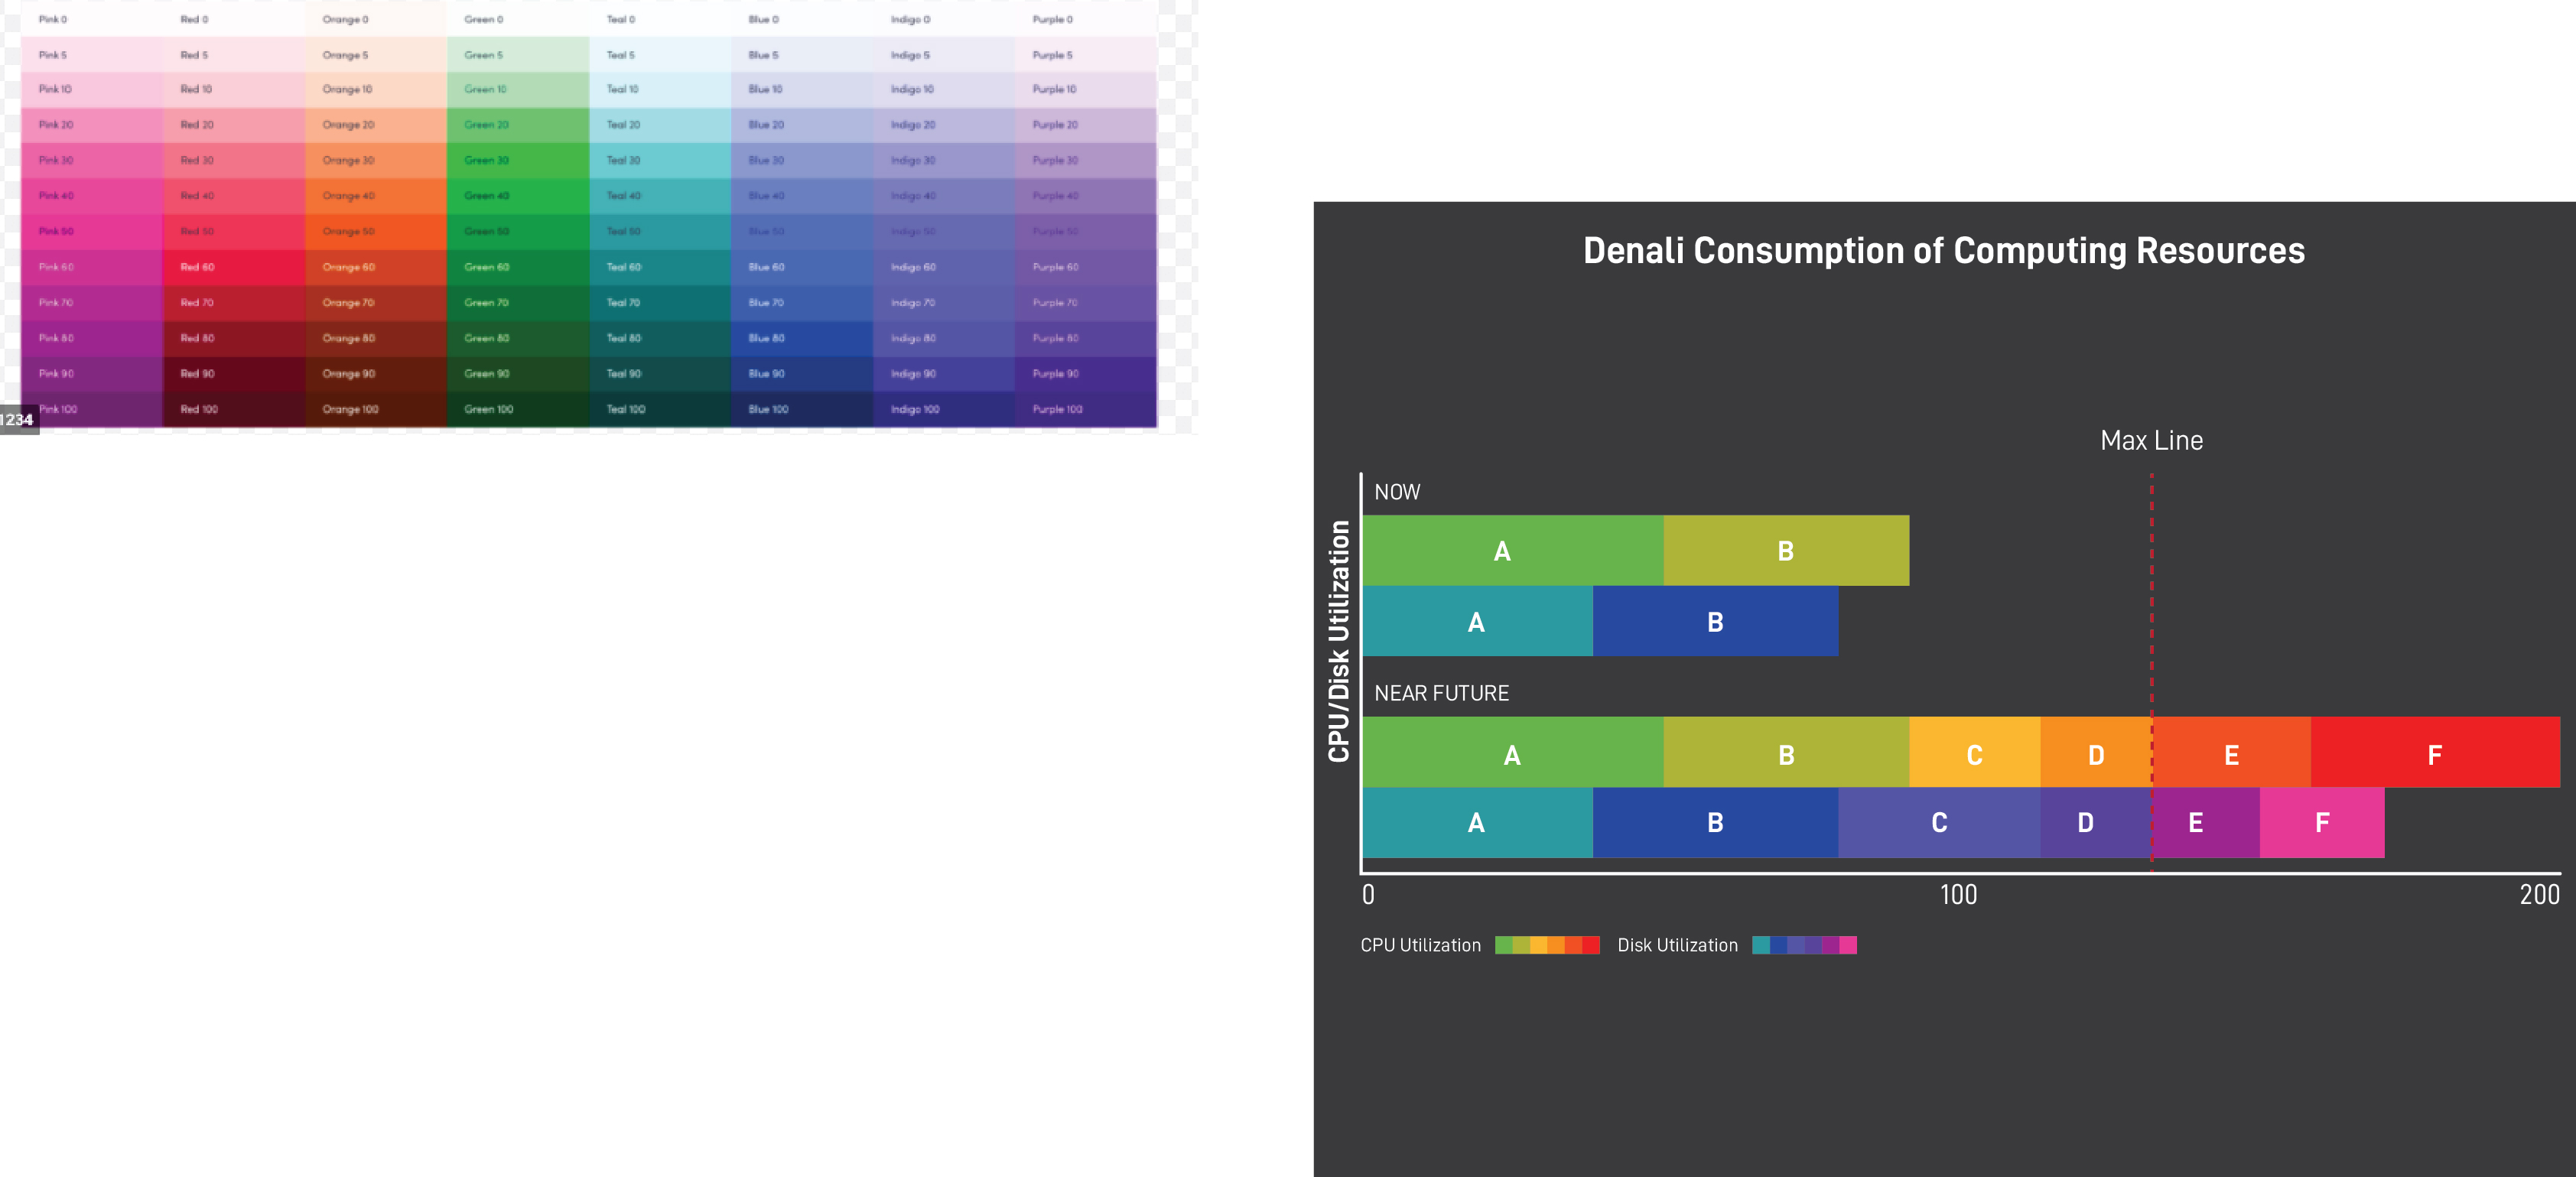 Pink 0 Red 0 Orange 0 Green 0 Teal 0 Blue 0 Indigo 0 Purple 0
Pink 5 Red 5 Orange 5 Green 5 Teal 5 Blue 5 Indigo 5 Purple 5
Pink 10 Red 10 Orange 10 Green 10 Teal 10 Blue 10 Indigo 10 Purple 10
Pink 20 Red 20 Orange 20 Green 20 Teal 20 Blue 20 Indigo 20 Purple 20
Pink 30 Red 30 Orange 30 Green 30 Teal 30 Blue 30 Indigo 30 Purple 30
Pink 40 Red 40 Orange 40 Green 40 Teal 40 Blue 40 Indigo 40 Purple 40
Pink 50 Red 50 Orange 50 Green 50 Teal 50 Blue 50 Indigo 50 Purple 50
Pink 60 Red 60 Orange 60 Green 60 Teal 60 Blue 60 Indigo 60 Purple 60
Pink 70 Red 70 Orange 70 Green 70 Teal 70 Blue 70 Indigo 70 Purple 70
Pink 80 Red 80 Orange 80 Green 80 Teal 80 Blue 80 Indigo 80 Purple 80
Pink 90 Red 90 Orange 90 Green 90 Teal 90 Blue 90 Indigo 90 Purple 90
Pink 100 Red 100 Orange 100 Green 100 Teal 100 Blue 100 Indigo 100 Purple 100
1234
Denali Consumption of Computing Resources
Max Line
CPU/Disk Utilization
NOW
A B
A B
NEAR FUTURE
A B C D E F
A B C D E F
0 100 200
CPU Utilization Disk Utilization